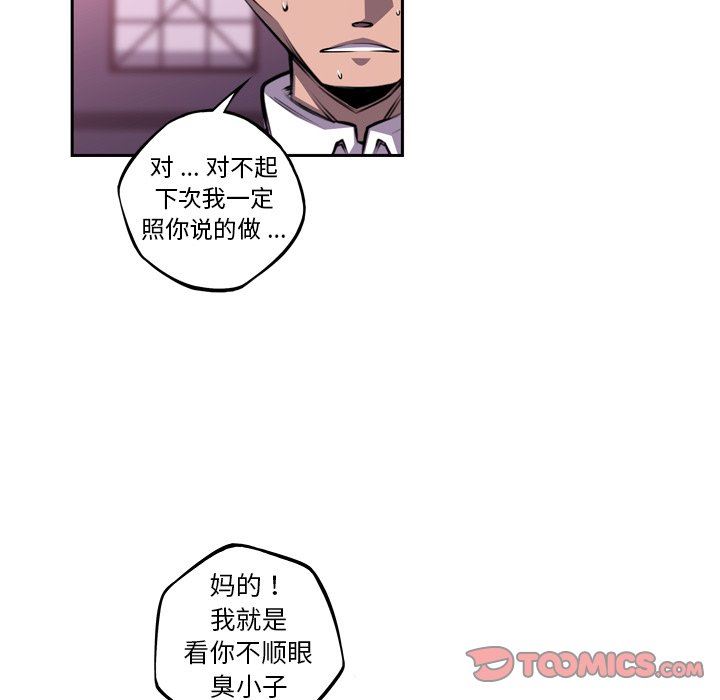 对 ... 对不起
下次我一定
照你说的做 ...
妈的！
我就是
看你不顺眼
臭小子
TOOMICS.COM